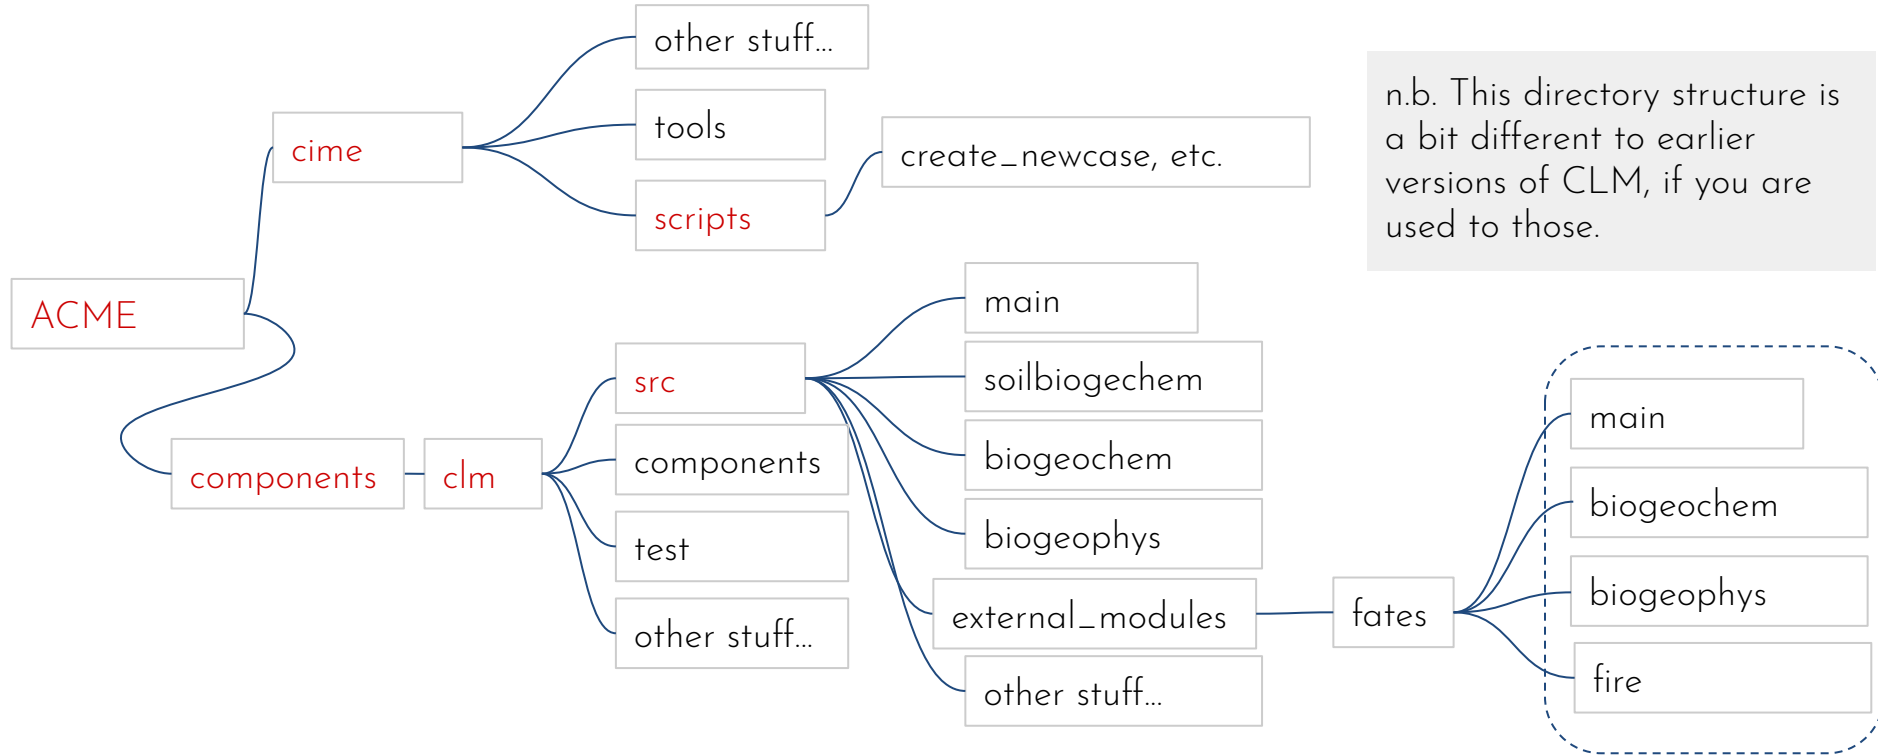 other stuff...
tools
cime
create_newcase, etc.
scripts
n.b. This directory structure is
a bit different to earlier
versions of CLM, if you are
used to those.
ACME
main
src
soilbiogechem
components
biogeochem
components
clm
test
biogeophys
other stuff...
external_modules
other stuff...
fates
main
biogeochem
biogeophys
fire